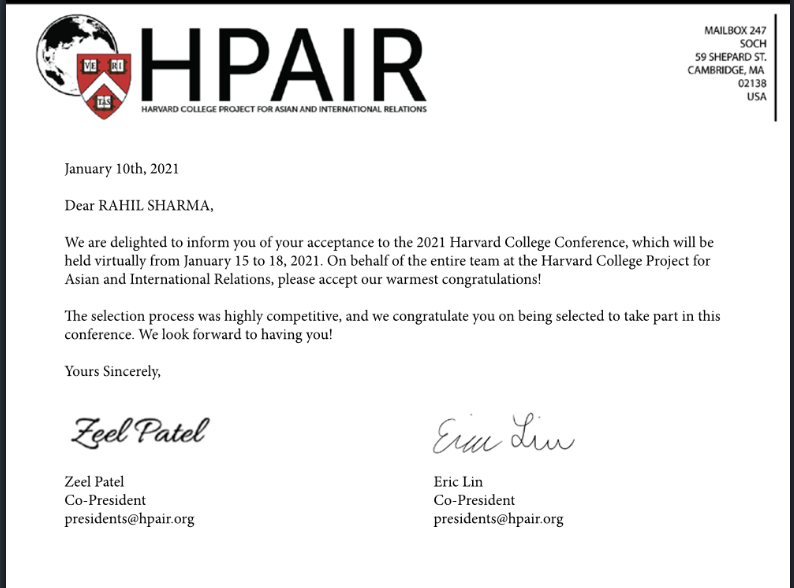 VE RI
TAS
HPAIR
HARVARD COLLEGE PROJECT FOR ASIAN AND INTERNATIONAL RELATIONS
MAILBOX 247
SOCH
59 SHEPARD ST.
CAMBRIDGE, MA
02138
USA
January 10th, 2021
Dear RAHIL SHARMA,
We are delighted to inform you of your acceptance to the 2021 Harvard College Conference, which will be
held virtually from January 15 to 18, 2021. On behalf of the entire team at the Harvard College Project for
Asian and International Relations, please accept our warmest congratulations!
The selection process was highly competitive, and we congratulate you on being selected to take part in this
conference. We look forward to having you!
Yours Sincerely,
Zeel Patel
Eric Lin
Zeel Patel
Co-President
presidents@hpair.org
Eric Lin
Co-President
presidents@hpair.org